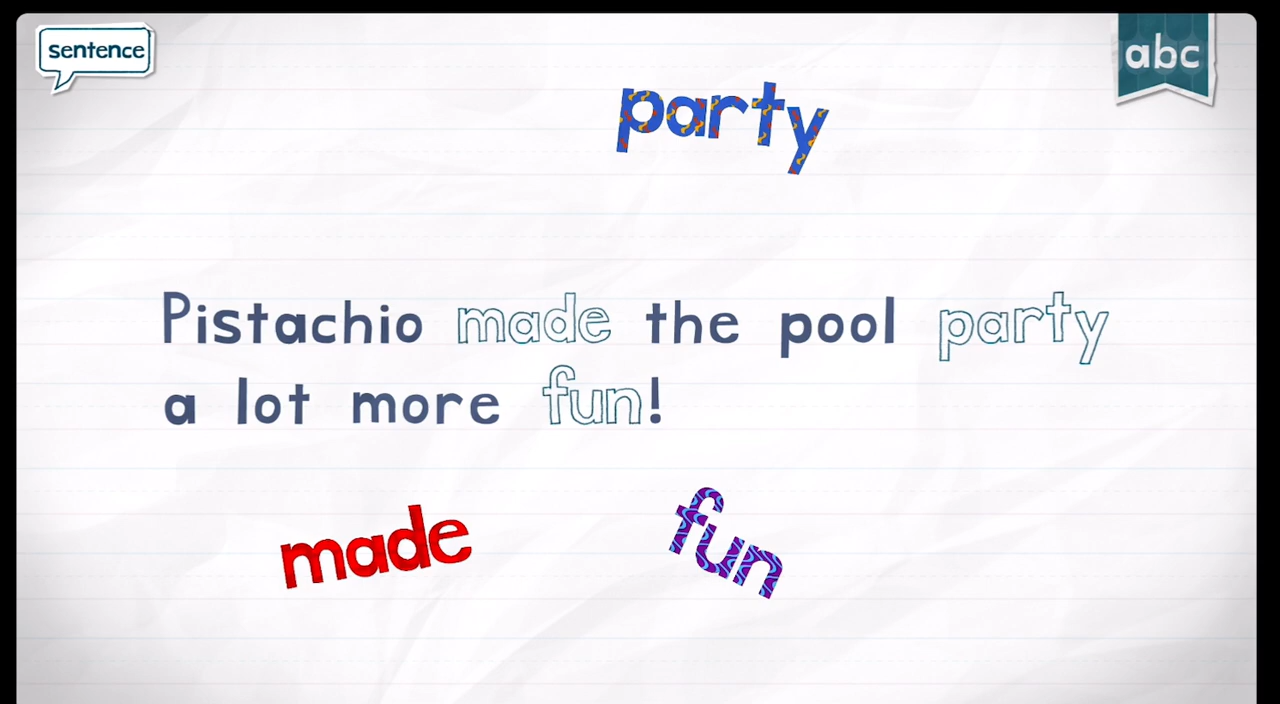 sentence
abc
party
Pistachio made the pool party
a lot more fun!
made
fun